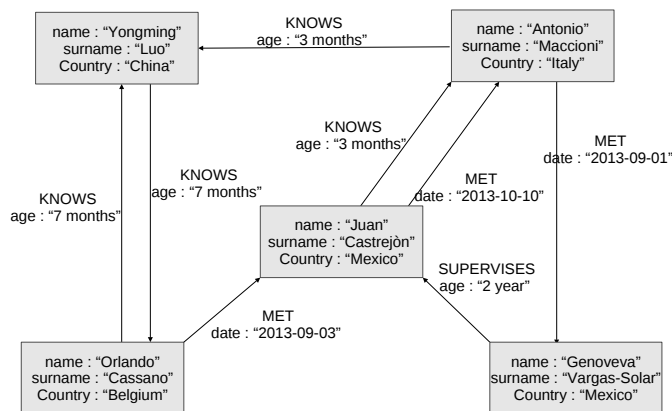 KNOWS
age : “3 months”
name : “Yongming”
surname : “Luo”
Country : “China”
name : “Antonio”
surname : “Maccioni”
Country : “Italy”
KNOWS
age : “3 months”
MET
date : “2013-09-01”
KNOWS
age : “7 months”
KNOWS
age : “7 months”
MET
date : “2013-10-10”
name : “Juan”
surname : “Castrejòn”
Country : “Mexico”
SUPERVISES
age : “2 year”
MET
date : “2013-09-03”
name : “Orlando”
surname : “Cassano”
Country : “Belgium”
name : “Genoveva”
surname : “Vargas-Solar”
Country : “Mexico”